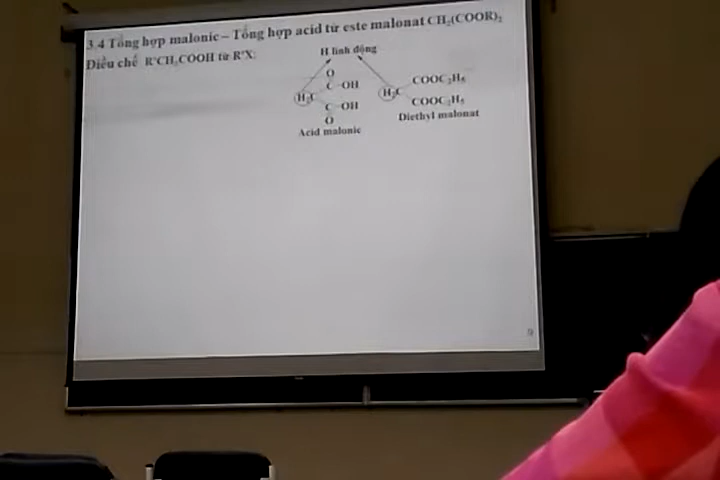 3.4 Tổng hợp malonic – Tổng hợp acid từ este malonat CH₂(COOR)₂
Điều chế R'CH₂COOH từ R'X:
H linh động
O
C -OH
H₂C
C -OH
O
Acid malonic
COOC₂H₅
H₂C
COOC₂H₅
Diethyl malonat